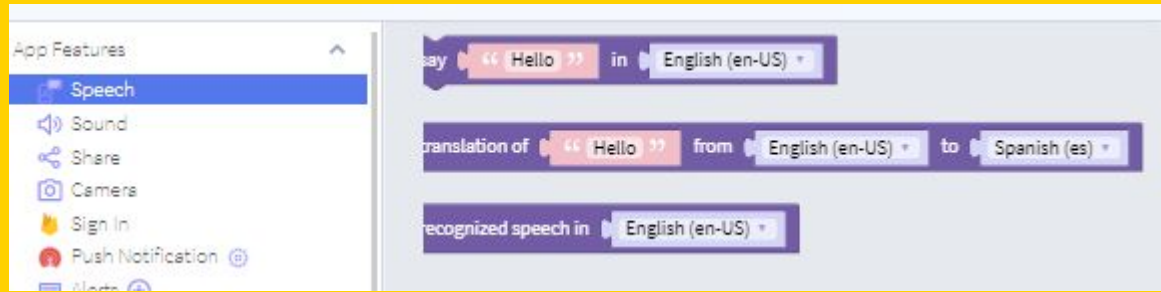 App Features
Speech
Sound
Share
Camera
Sign In
Push Notification
Alerts
say “ Hello ” in English (en-US)
translation of “ Hello ” from English (en-US) to Spanish (es)
recognized speech in English (en-US)